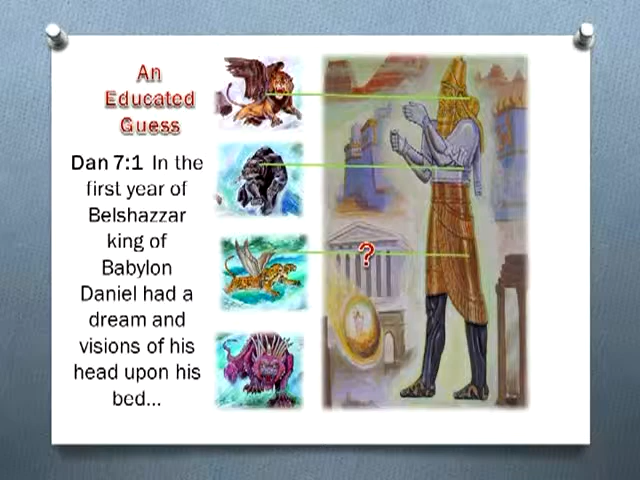 An
Educated
Guess
Dan 7:1 In the
first year of
Belshazzar
king of
Babylon
Daniel had a
dream and
visions of his
head upon his
bed...
?